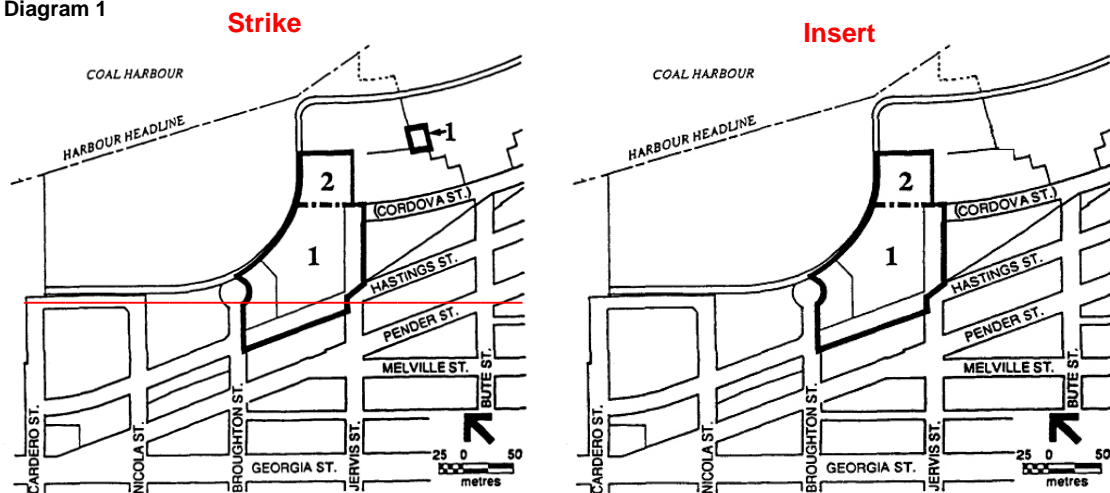 Diagram 1
Strike
COAL HARBOUR
HARBOUR HEADLINE
1
2
(CORDOVA ST.)
1
HASTINGS ST.
PENDER ST.
MELVILLE ST.
BUTE ST.
CARDERO ST.
NICOLA ST.
BROUGHTON ST.
JERVIS ST.
GEORGIA ST.
25 0 50
metres
Insert
COAL HARBOUR
HARBOUR HEADLINE
2
(CORDOVA ST.)
1
HASTINGS ST.
PENDER ST.
MELVILLE ST.
BUTE ST.
CARDERO ST.
NICOLA ST.
BROUGHTON ST.
JERVIS ST.
GEORGIA ST.
25 0 50
metres